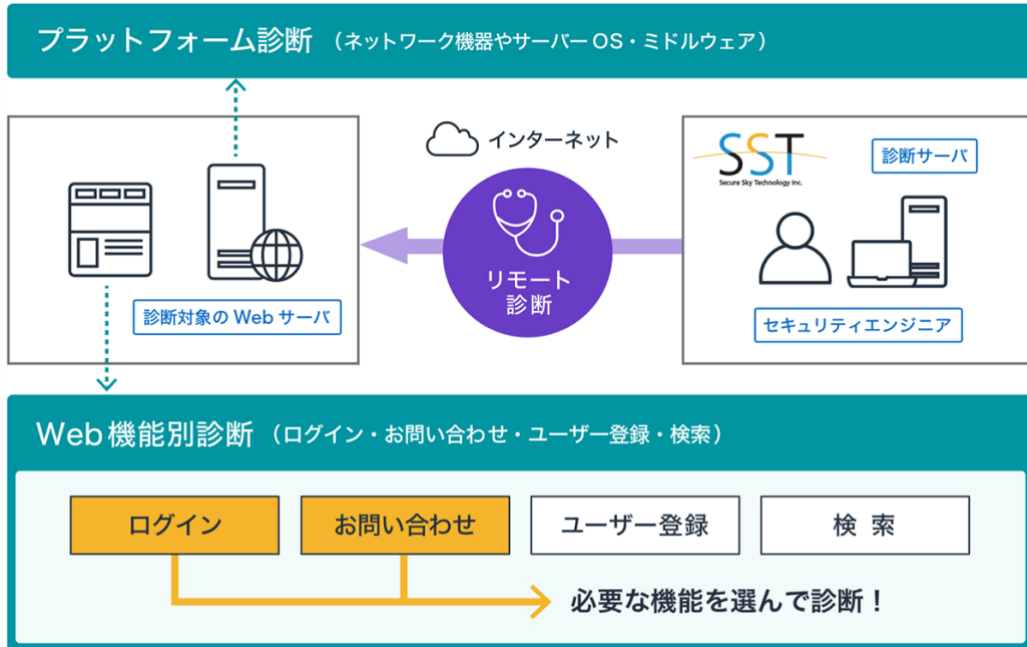 プラットフォーム診断 （ネットワーク機器やサーバー OS・ミドルウェア）
インターネット
SST
Secure Sky Technology Inc.
診断サーバ
リモート
診断
診断対象の Web サーバ
セキュリティエンジニア
Web機能別診断 （ログイン・お問い合わせ・ユーザー登録・検索）
ログイン
お問い合わせ
ユーザー登録
検 索
必要な機能を選んで診断！